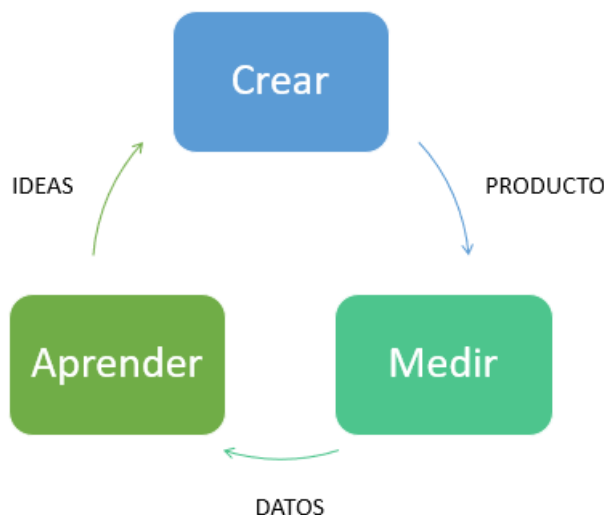 Crear
IDEAS
PRODUCTO
Aprender
Medir
DATOS